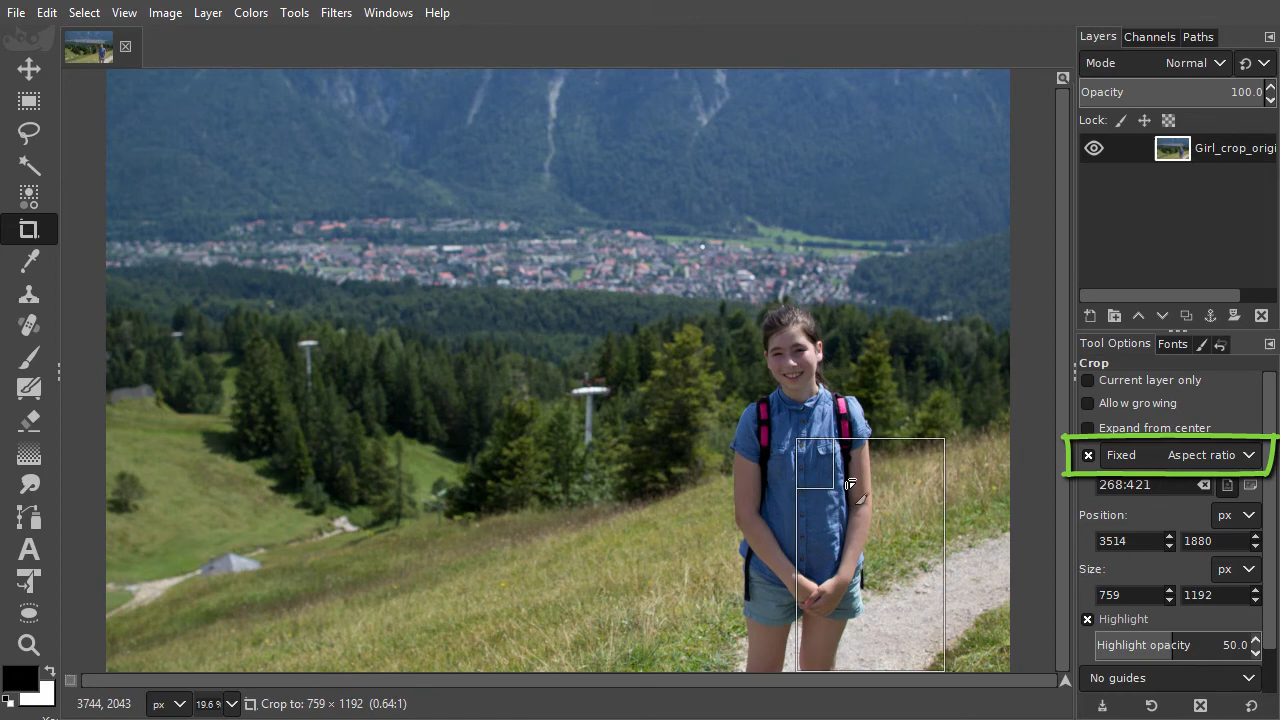 File Edit Select View Image Layer Colors Tools Filters Windows Help
Layers Channels Paths
Mode Normal
Opacity 100.0
Lock:
Girl_crop_origi
Tool Options Fonts
Crop
Current layer only
Allow growing
Expand from center
Fixed Aspect ratio
268:421
Position: px
3514 1880
Size: px
759 1192
Highlight
Highlight opacity 50.0
No guides
3744, 2043 px 19.6 % Crop to: 759 × 1192 (0.64:1)